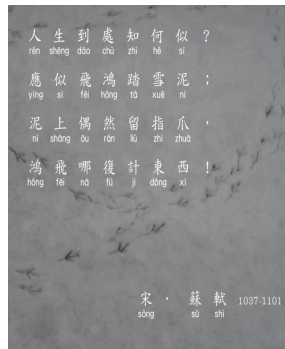 人生到處知何似？
rén shēng dào chù zhī hé sì
應似飛鴻踏雪泥；
yìng sì fēi hóng tà xuě ní
泥上偶然留指爪，
ní shàng ǒu rán liú zhǐ zhuǎ
鴻飛哪復計東西！
hóng fēi nǎ fù jì dōng xī
宋·蘇軾 1037-1101
sòng sū shì